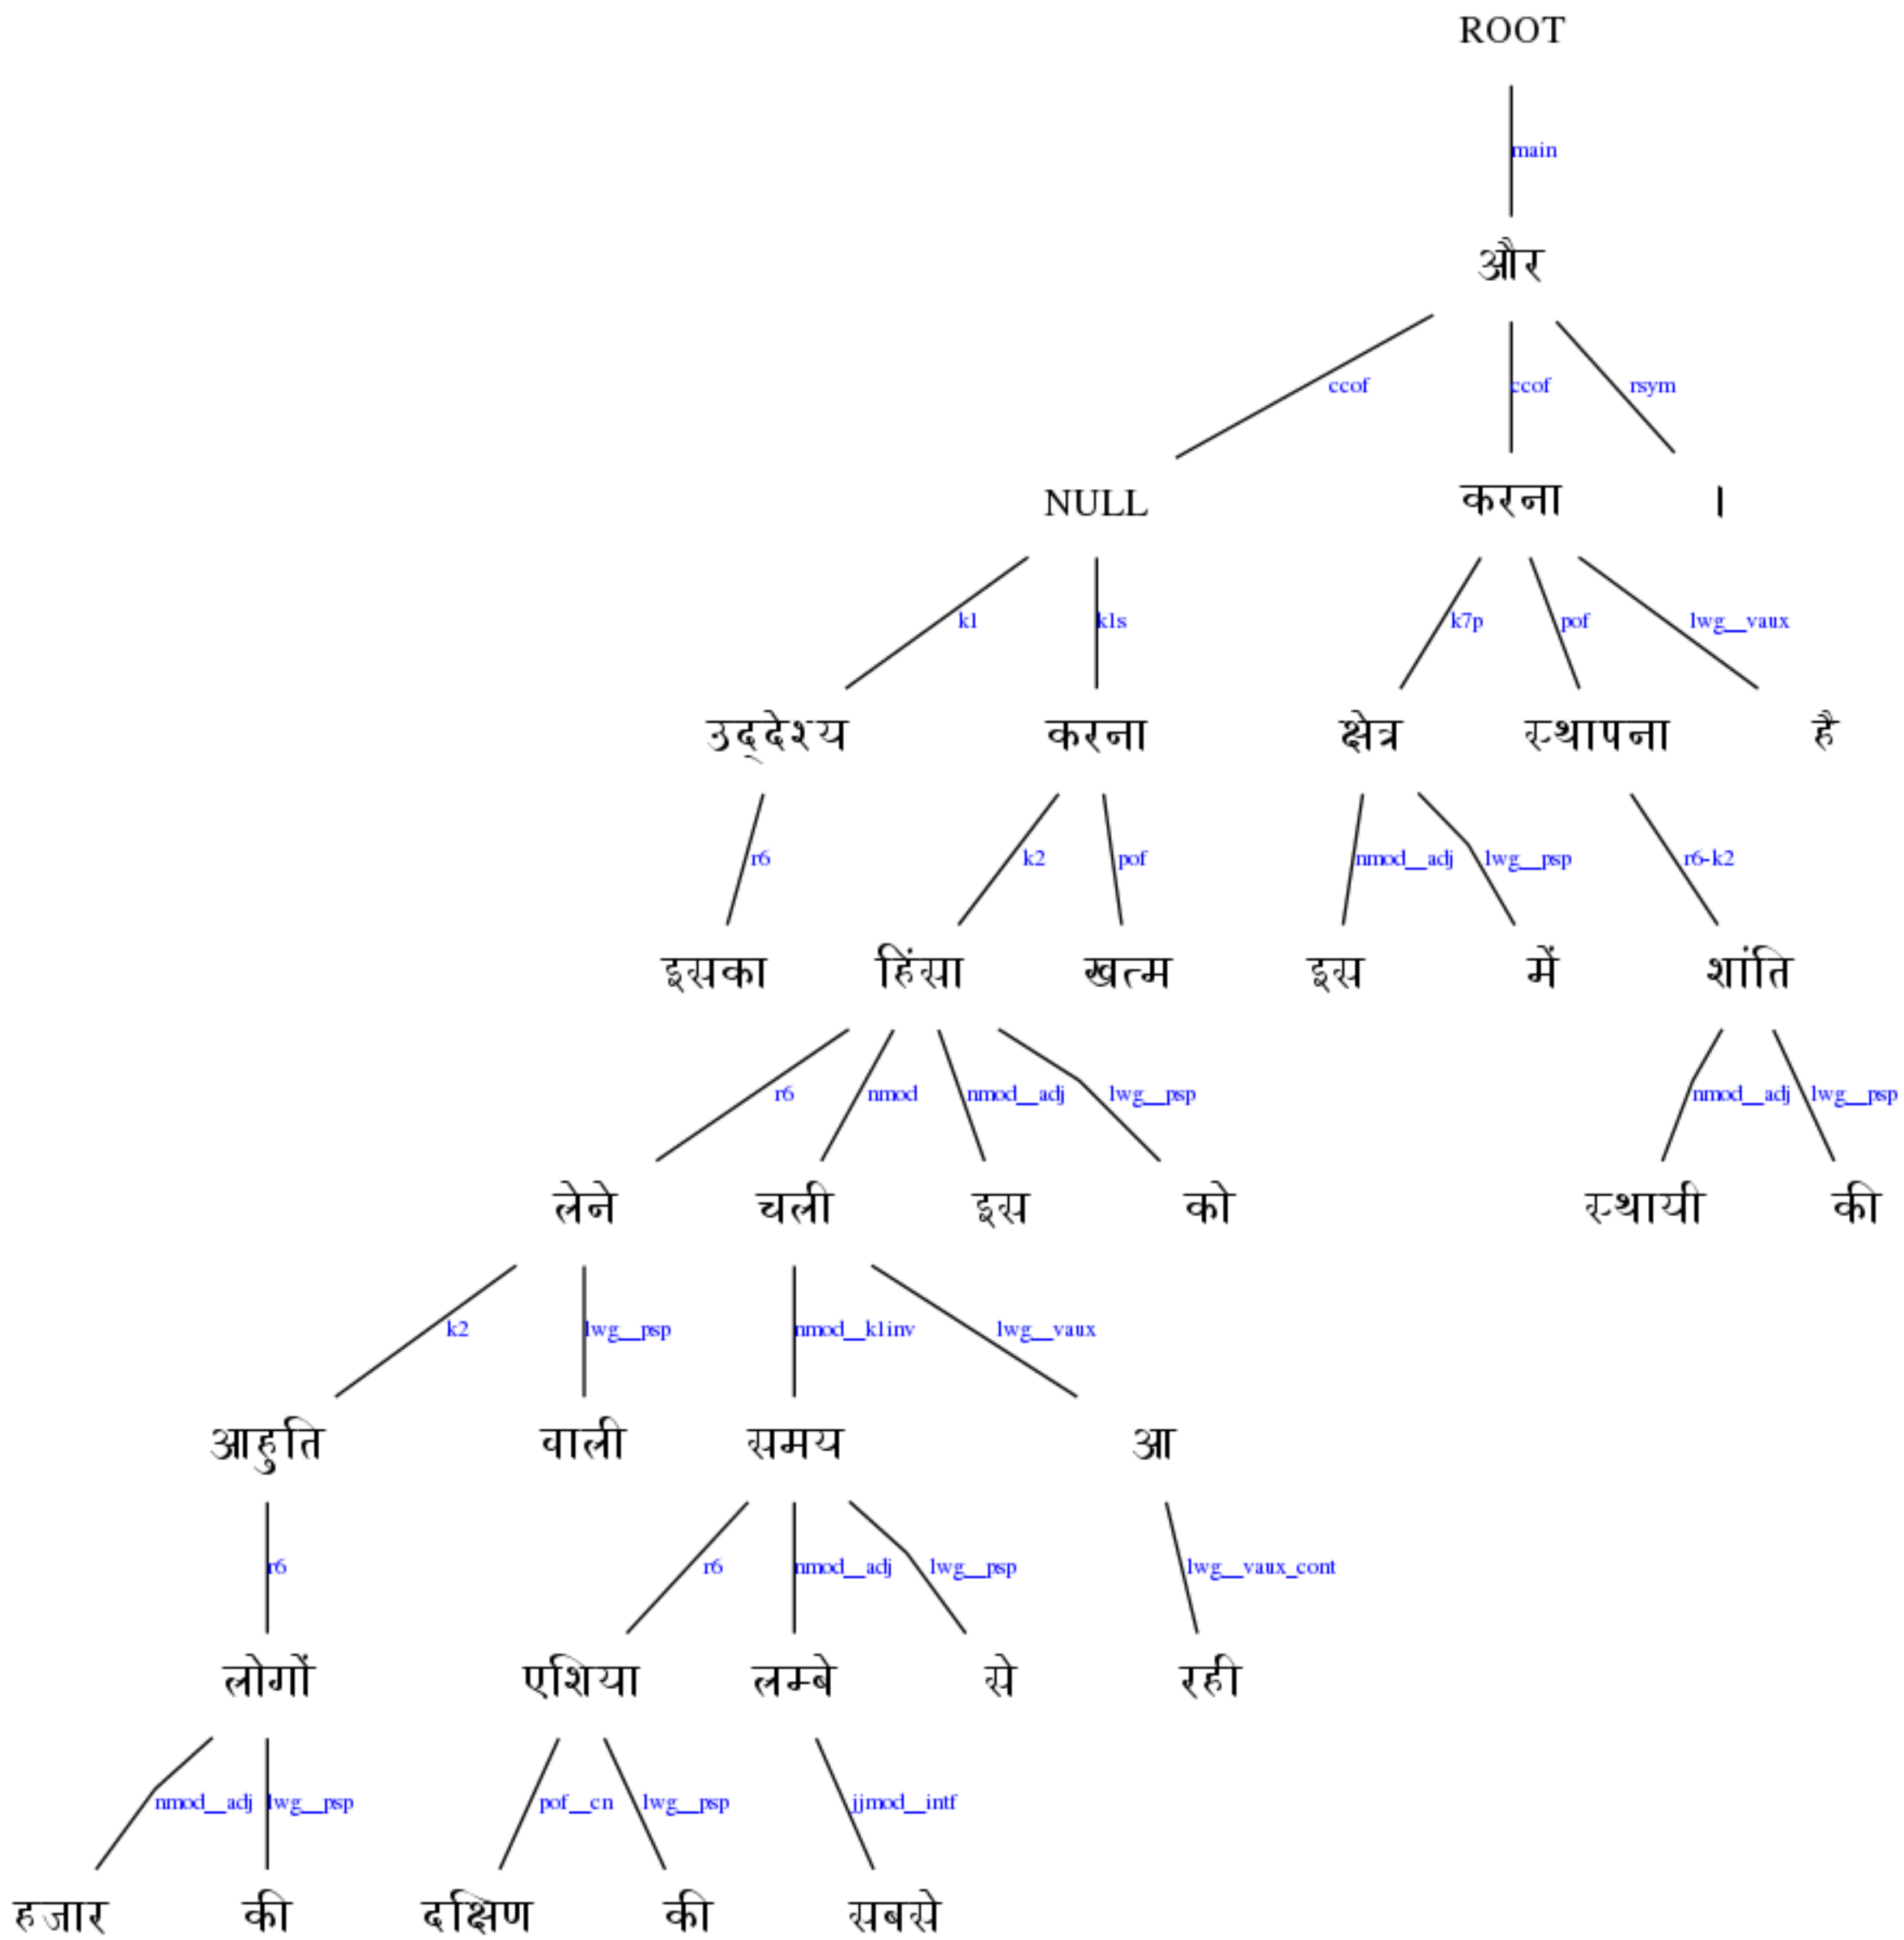 ROOT
main
और
ccof ccof rsym
NULL करना ।
k1 k1s k7p pof lwg__vaux
उद्देश्य करना क्षेत्र स्थापना है
r6 k2 pof nmod__adj lwg__psp r6-k2
इसका हिंसा खत्म इस में शांति
r6 nmod nmod__adj lwg__psp nmod__adj lwg__psp
लेने चली इस को स्थायी की
k2 lwg__psp nmod__k1inv lwg__vaux
आहुति वाली समय आ
r6 r6 nmod__adj lwg__psp lwg__vaux_cont
लोगों एशिया लम्बे से रही
nmod__adj lwg__psp pof__cn lwg__psp jjmod__intf
हजार की दक्षिण की सबसे